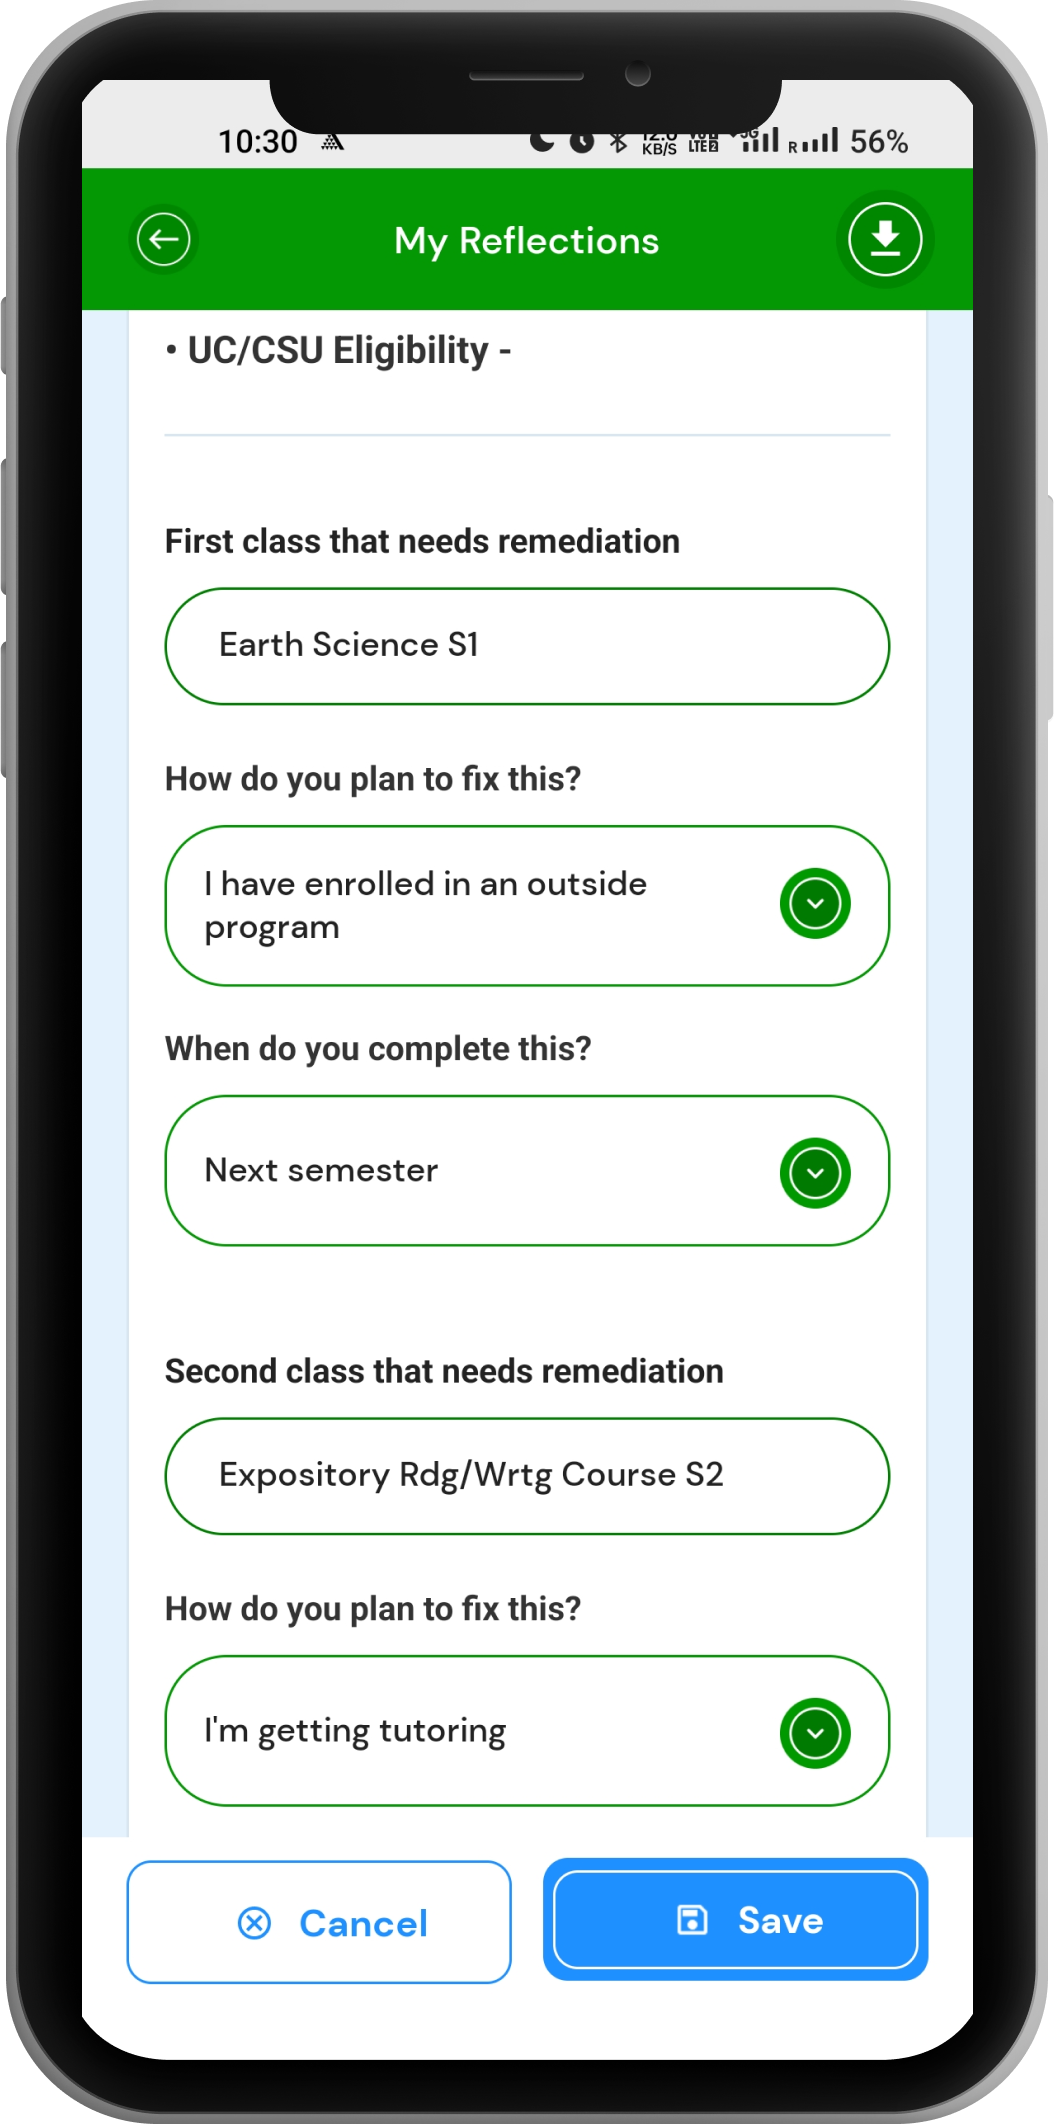 10:30
KB/S
LTE 2
5G
R
56%
My Reflections
• UC/CSU Eligibility -
First class that needs remediation
Earth Science S1
How do you plan to fix this?
I have enrolled in an outside
program
When do you complete this?
Next semester
Second class that needs remediation
Expository Rdg/Wrtg Course S2
How do you plan to fix this?
I'm getting tutoring
Cancel
Save